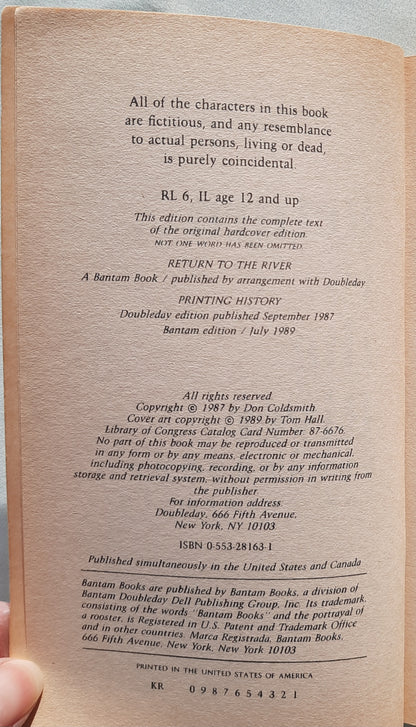 All of the characters in this book
are fictitious, and any resemblance
to actual persons, living or dead,
is purely coincidental.
RL 6, IL age 12 and up
This edition contains the complete text
of the original hardcover edition.
NOT ONE WORD HAS BEEN OMITTED.
RETURN TO THE RIVER
A Bantam Book / published by arrangement with Doubleday
PRINTING HISTORY
Doubleday edition published September 1987
Bantam edition / July 1989
All rights reserved.
Copyright © 1987 by Don Coldsmith.
Cover art copyright © 1989 by Tom Hall.
Library of Congress Catalog Card Number: 87-6676.
No part of this book may be reproduced or transmitted
in any form or by any means, electronic or mechanical,
including photocopying, recording, or by any information
storage and retrieval system, without permission in writing from
the publisher.
For information address:
Doubleday, 666 Fifth Avenue,
New York, NY 10103.
ISBN 0-553-28163-1
Published simultaneously in the United States and Canada
Bantam Books are published by Bantam Books, a division of
Bantam Doubleday Dell Publishing Group, Inc. Its trademark,
consisting of the words "Bantam Books" and the portrayal of
a rooster, is Registered in U.S. Patent and Trademark Office
and in other countries. Marca Registrada. Bantam Books,
666 Fifth Avenue, New York, New York 10103.
PRINTED IN THE UNITED STATES OF AMERICA
KR 0 9 8 7 6 5 4 3 2 1